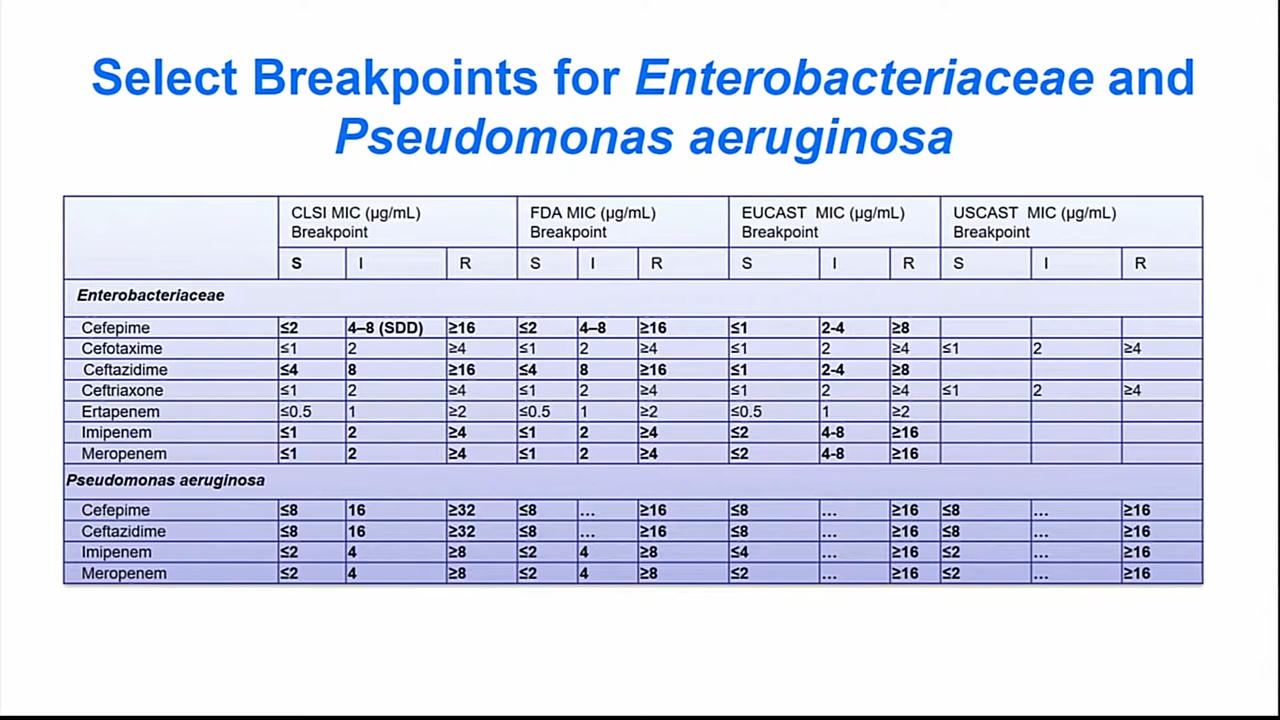 Select Breakpoints for Enterobacteriaceae and
Pseudomonas aeruginosa
CLSI MIC (µg/mL) FDA MIC (µg/mL) EUCAST MIC (µg/mL) USCAST MIC (µg/mL)
Breakpoint Breakpoint Breakpoint Breakpoint
S I R S I R S I R S I R
Enterobacteriaceae
Cefepime ≤2 4–8 (SDD) ≥16 ≤2 4–8 ≥16 ≤1 2-4 ≥8
Cefotaxime ≤1 2 ≥4 ≤1 2 ≥4 ≤1 2 ≥4 ≤1 2 ≥4
Ceftazidime ≤4 8 ≥16 ≤4 8 ≥16 ≤1 2-4 ≥8
Ceftriaxone ≤1 2 ≥4 ≤1 2 ≥4 ≤1 2 ≥4 ≤1 2 ≥4
Ertapenem ≤0.5 1 ≥2 ≤0.5 1 ≥2 ≤0.5 1 ≥2
Imipenem ≤1 2 ≥4 ≤1 2 ≥4 ≤2 4-8 ≥16
Meropenem ≤1 2 ≥4 ≤1 2 ≥4 ≤2 4-8 ≥16
Pseudomonas aeruginosa
Cefepime ≤8 16 ≥32 ≤8 … ≥16 ≤8 … ≥16 ≤8 … ≥16
Ceftazidime ≤8 16 ≥32 ≤8 … ≥16 ≤8 … ≥16 ≤8 … ≥16
Imipenem ≤2 4 ≥8 ≤2 4 ≥8 ≤4 … ≥16 ≤2 … ≥16
Meropenem ≤2 4 ≥8 ≤2 4 ≥8 ≤2 … ≥16 ≤2 … ≥16